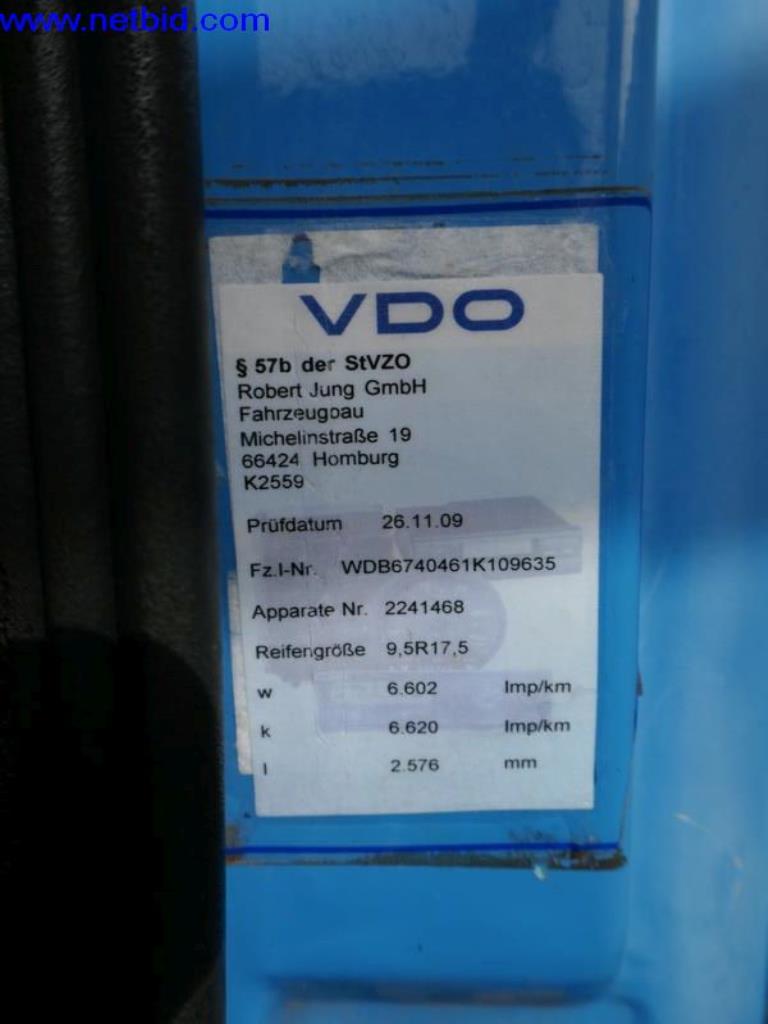 www.netbid.com
VDO
§ 57b der StVZO
Robert Jung GmbH
Fahrzeugbau
Michelinstraße 19
66424 Homburg
K2559
Prüfdatum 26.11.09
Fz.I-Nr. WDB6740461K109635
Apparate Nr. 2241468
Reifengröße 9,5R17,5
w 6.602 Imp/km
k 6.620 Imp/km
l 2.576 mm